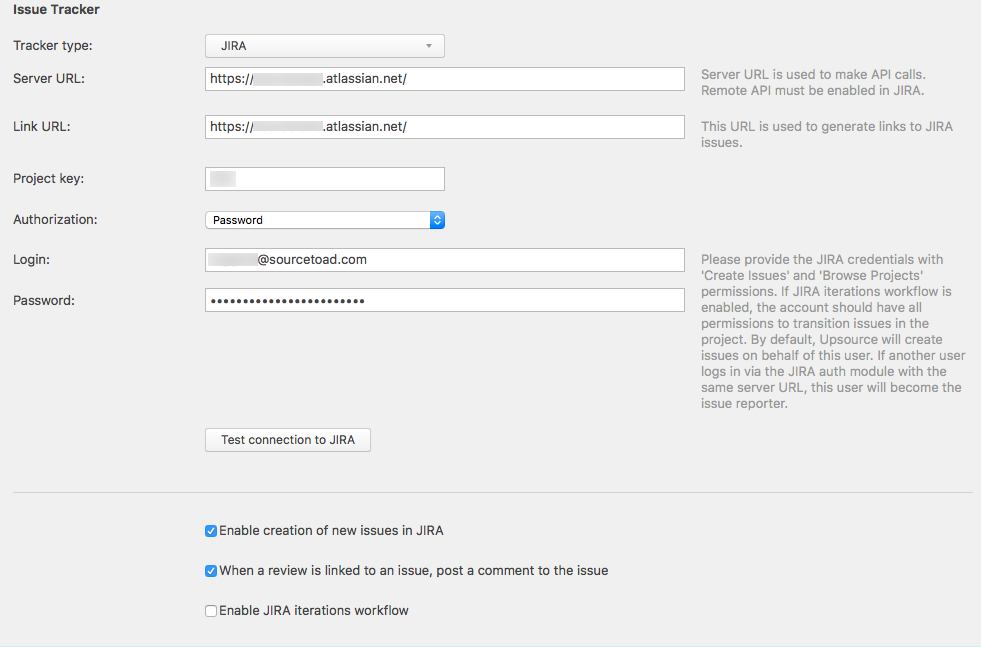 Issue Tracker
Tracker type:
JIRA
Server URL:
https:// .atlassian.net/
Server URL is used to make API calls.
Remote API must be enabled in JIRA.
Link URL:
https:// .atlassian.net/
This URL is used to generate links to JIRA
issues.
Project key:
Authorization:
Password
Login:
@sourcetoad.com
Please provide the JIRA credentials with
'Create Issues' and 'Browse Projects'
permissions. If JIRA iterations workflow is
enabled, the account should have all
permissions to transition issues in the
project. By default, Upsource will create
issues on behalf of this user. If another user
logs in via the JIRA auth module with the
same server URL, this user will become the
issue reporter.
Password:
••••••••••••••••••••••••
Test connection to JIRA
Enable creation of new issues in JIRA
When a review is linked to an issue, post a comment to the issue
Enable JIRA iterations workflow